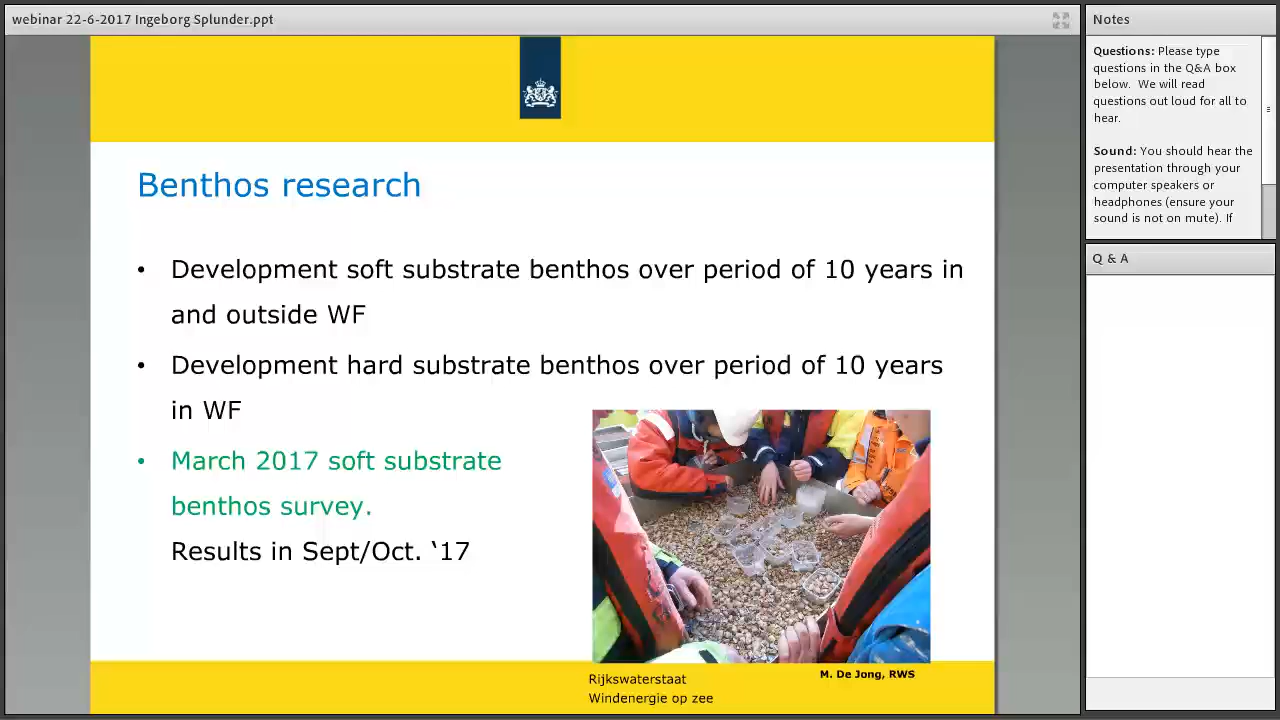 webinar 22-6-2017 Ingeborg Splunder.ppt
Benthos research
• Development soft substrate benthos over period of 10 years in
and outside WF
• Development hard substrate benthos over period of 10 years
in WF
• March 2017 soft substrate
benthos survey.
Results in Sept/Oct. ‘17
M. De Jong, RWS
Rijkswaterstaat
Windenergie op zee
Notes
Questions: Please type
questions in the Q&A box
below. We will read
questions out loud for all to
hear.
Sound: You should hear the
presentation through your
computer speakers or
headphones (ensure your
sound is not on mute). If
Q & A